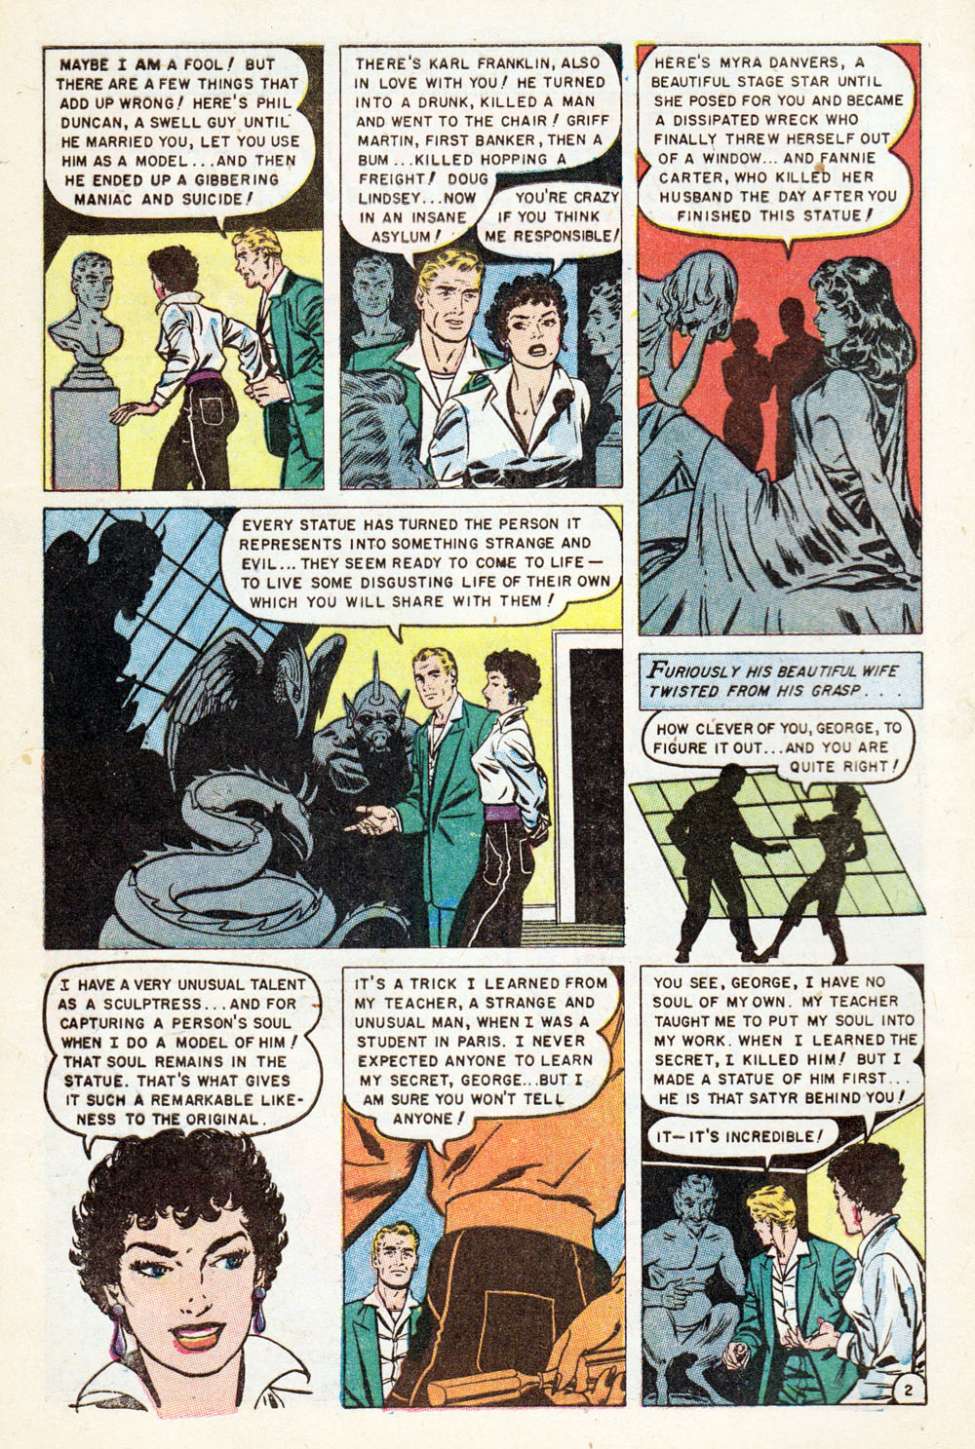 MAYBE I AM A FOOL! BUT
THERE ARE A FEW THINGS THAT
ADD UP WRONG! HERE'S PHIL
DUNCAN, A SWELL GUY UNTIL
HE MARRIED YOU, LET YOU USE
HIM AS A MODEL...AND THEN
HE ENDED UP A GIBBERING
MANIAC AND SUICIDE!
THERE'S KARL FRANKLIN, ALSO
IN LOVE WITH YOU! HE TURNED
INTO A DRUNK, KILLED A MAN
AND WENT TO THE CHAIR! GRIFF
MARTIN, FIRST BANKER, THEN A
BUM...KILLED HOPPING A
FREIGHT! DOUG
LINDSEY...NOW
IN AN INSANE
ASYLUM!
YOU'RE CRAZY
IF YOU THINK
ME RESPONSIBLE!
HERE'S MYRA DANVERS, A
BEAUTIFUL STAGE STAR UNTIL
SHE POSED FOR YOU AND BECAME
A DISSIPATED WRECK WHO
FINALLY THREW HERSELF OUT
OF A WINDOW... AND FANNIE
CARTER, WHO KILLED HER
HUSBAND THE DAY AFTER YOU
FINISHED THIS STATUE!
EVERY STATUE HAS TURNED THE PERSON IT
REPRESENTS INTO SOMETHING STRANGE AND
EVIL... THEY SEEM READY TO COME TO LIFE—
TO LIVE SOME DISGUSTING LIFE OF THEIR OWN
WHICH YOU WILL SHARE WITH THEM!
FURIOUSLY HIS BEAUTIFUL WIFE
TWISTED FROM HIS GRASP . . .
HOW CLEVER OF YOU, GEORGE, TO
FIGURE IT OUT...AND YOU ARE
QUITE RIGHT!
I HAVE A VERY UNUSUAL TALENT
AS A SCULPTRESS...AND FOR
CAPTURING A PERSON'S SOUL
WHEN I DO A MODEL OF HIM!
THAT SOUL REMAINS IN THE
STATUE. THAT'S WHAT GIVES
IT SUCH A REMARKABLE LIKE-
NESS TO THE ORIGINAL.
IT'S A TRICK I LEARNED FROM
MY TEACHER, A STRANGE AND
UNUSUAL MAN, WHEN I WAS A
STUDENT IN PARIS. I NEVER
EXPECTED ANYONE TO LEARN
MY SECRET, GEORGE...BUT I
AM SURE YOU WON'T TELL
ANYONE!
YOU SEE, GEORGE, I HAVE NO
SOUL OF MY OWN. MY TEACHER
TAUGHT ME TO PUT MY SOUL INTO
MY WORK. WHEN I LEARNED THE
SECRET, I KILLED HIM! BUT I
MADE A STATUE OF HIM FIRST...
HE IS THAT SATYR BEHIND YOU!
IT—IT'S INCREDIBLE!
2